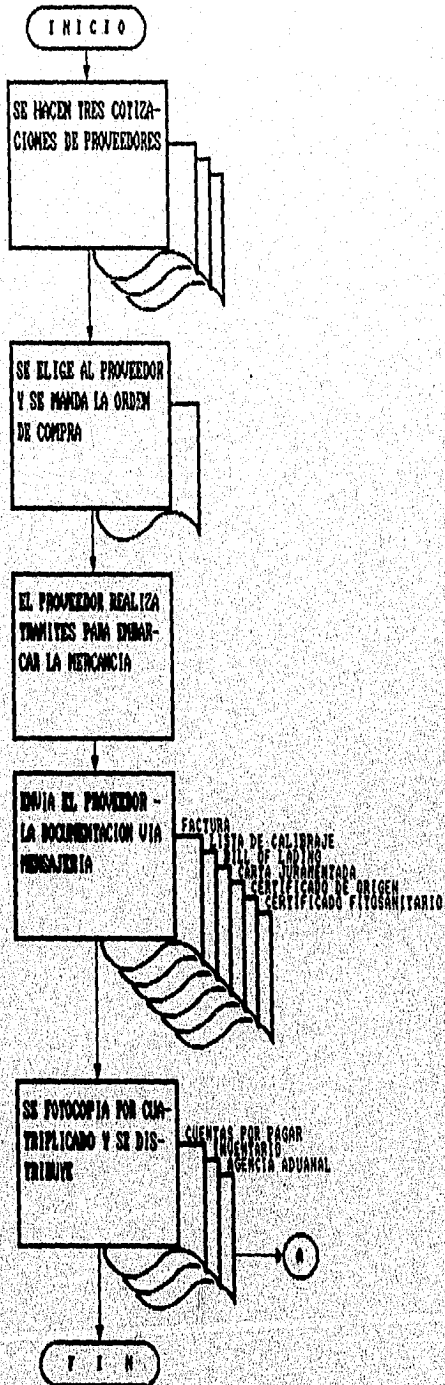 I N I C I O
SE HACEN TRES COTIZA-
CIONES DE PROVEEDORES
SE ELIGE AL PROVEEDOR
Y SE MANDA LA ORDEN
DE COMPRA
EL PROVEEDOR REALIZA
TRAMITES PARA EMBAR-
CAR LA MERCANCIA
ENVIA EL PROVEEDOR -
LA DOCUMENTACION VIA
MENSAJERIA
FACTURA
LISTA DE CALIBRAJE
BILL OF LADING
CARTA JURAMENTADA
CERTIFICADO DE ORIGEN
CERTIFICADO FITOSANITARIO
SE FOTOCOPIA POR CUA-
TRIPLICADO Y SE DIS-
TRIBUYE
CUENTAS POR PAGAR
INVENTARIO
AGENCIA ADUANAL
F I N